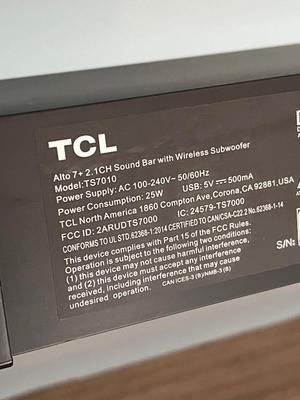 TCL
Alto 7+ 2.1CH Sound Bar with Wireless Subwoofer
Model:TS7010
Power Supply: AC 100-240V~ 50/60Hz
Power Consumption: 25W USB: 5V⎓ 500mA
TCL North America 1860 Compton Ave, Corona, CA 92881,USA
FCC ID: 2ARUDTS7000 IC: 24579-TS7000
CONFORMS TO UL STD.62368-1:2014 CERTIFIED TO CAN/CSA-C22.2 No.62368-1-14
This device complies with Part 15 of the FCC Rules.
Operation is subject to the following two conditions:
(1) this device may not cause harmful interference,
and (2) this device must accept any interference
received, including interference that may cause
undesired operation. CAN ICES-3 (B)/NMB-3 (B)
S/N: